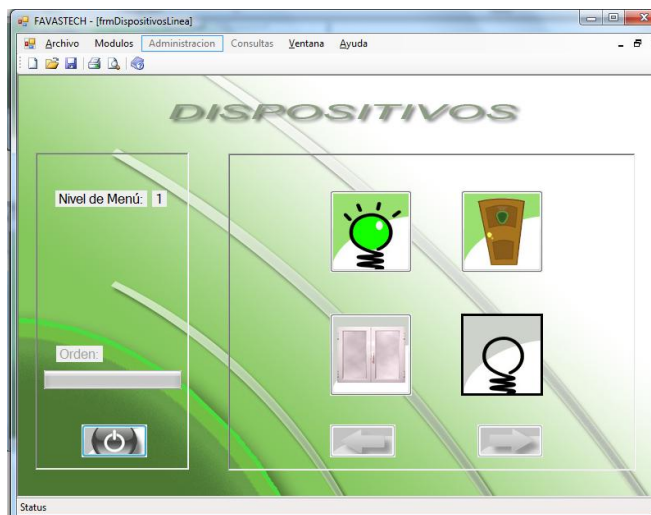 FAVASTECH - [frmDispositivosLinea]
Archivo Modulos Administracion Consultas Ventana Ayuda
DISPOSITIVOS
Nivel de Menú: 1
Orden:
Status